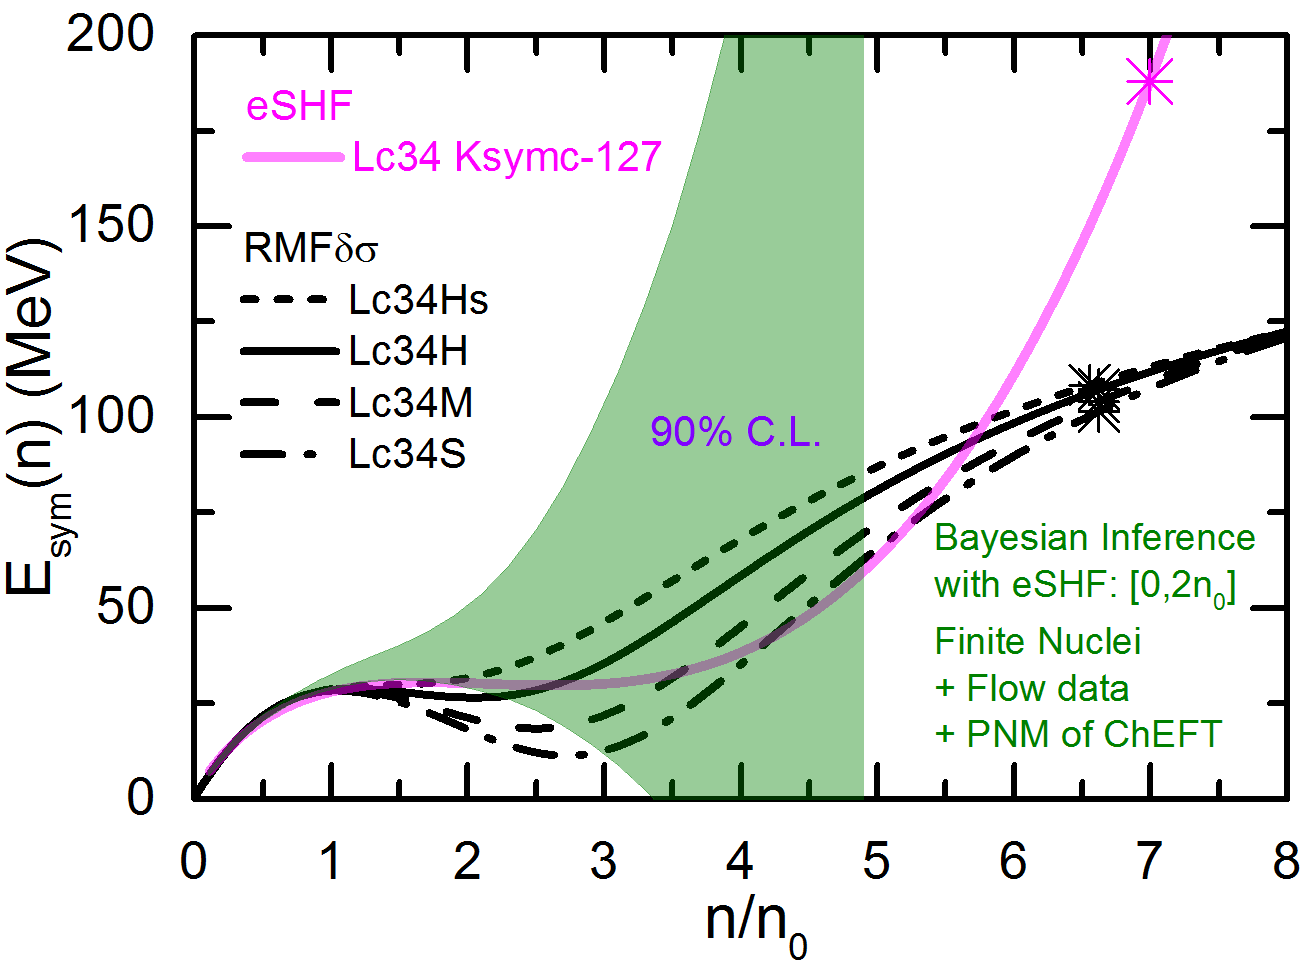 200
150
100
50
0
E_sym(n) (MeV)
eSHF
Lc34 Ksymc-127
RMFδσ
Lc34Hs
Lc34H
Lc34M
Lc34S
90% C.L.
Bayesian Inference
with eSHF: [0,2n₀]
Finite Nuclei
+ Flow data
+ PNM of ChEFT
0 1 2 3 4 5 6 7 8
n/n₀